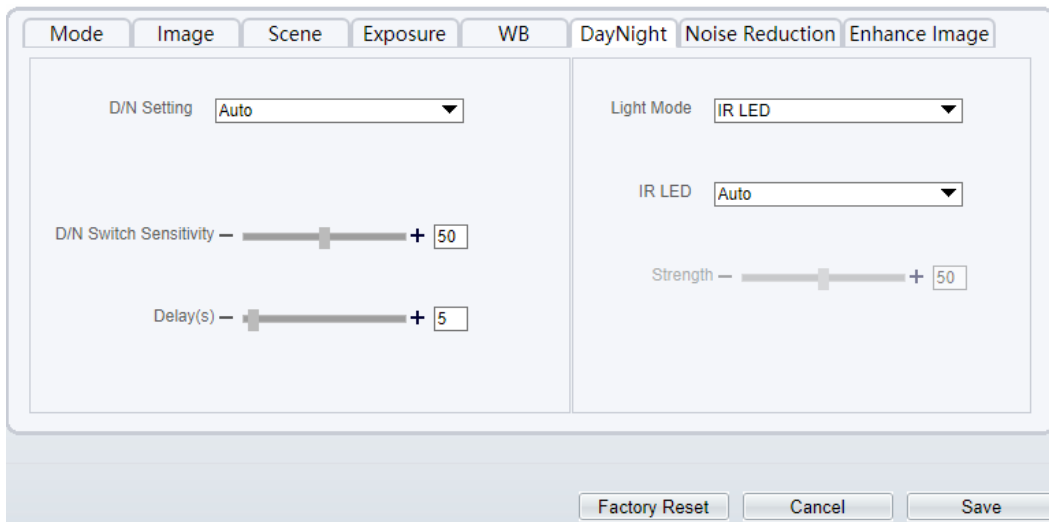 Mode Image Scene Exposure WB DayNight Noise Reduction Enhance Image
D/N Setting Auto
D/N Switch Sensitivity − + 50
Delay(s) − + 5
Light Mode IR LED
IR LED Auto
Strength − + 50
Factory Reset Cancel Save